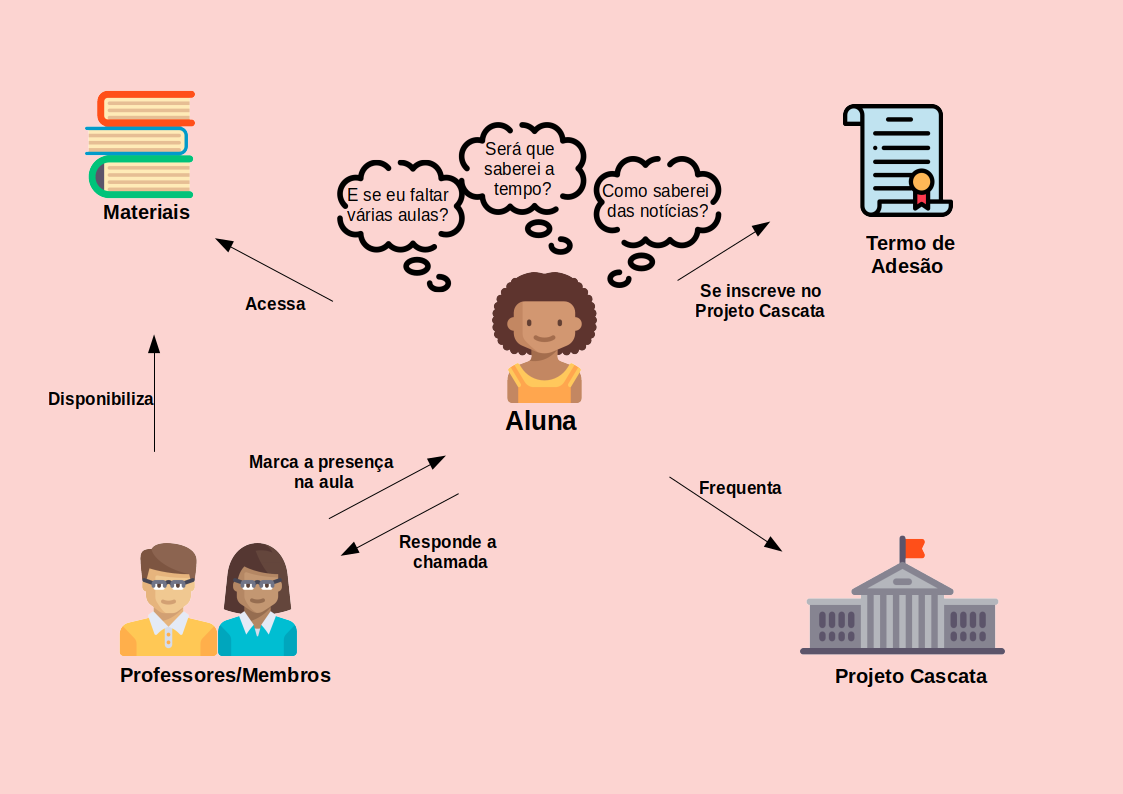 Será que
saberei a
tempo?
E se eu faltar
várias aulas?
Como saberei
das notícias?
Materiais
Termo de
Adesão
Acessa
Se inscreve no
Projeto Cascata
Disponibiliza
Aluna
Marca a presença
na aula
Frequenta
Responde a
chamada
Professores/Membros
Projeto Cascata